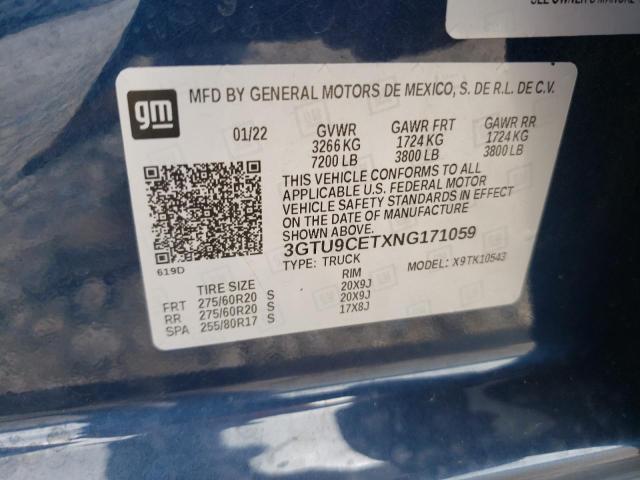 SEE OWNER'S MANUAL
gm
MFD BY GENERAL MOTORS DE MEXICO, S. DE R.L. DE C.V.
01/22 GVWR GAWR FRT GAWR RR
3266 KG 1724 KG 1724 KG
7200 LB 3800 LB 3800 LB
THIS VEHICLE CONFORMS TO ALL
APPLICABLE U.S. FEDERAL MOTOR
VEHICLE SAFETY STANDARDS IN EFFECT
ON THE DATE OF MANUFACTURE
SHOWN ABOVE.
3GTU9CETXNG171059
TYPE: TRUCK MODEL: X9TK10543
619D
TIRE SIZE RIM
FRT 275/60R20 S 20X9J
RR 275/60R20 S 20X9J
SPA 255/80R17 S 17X8J